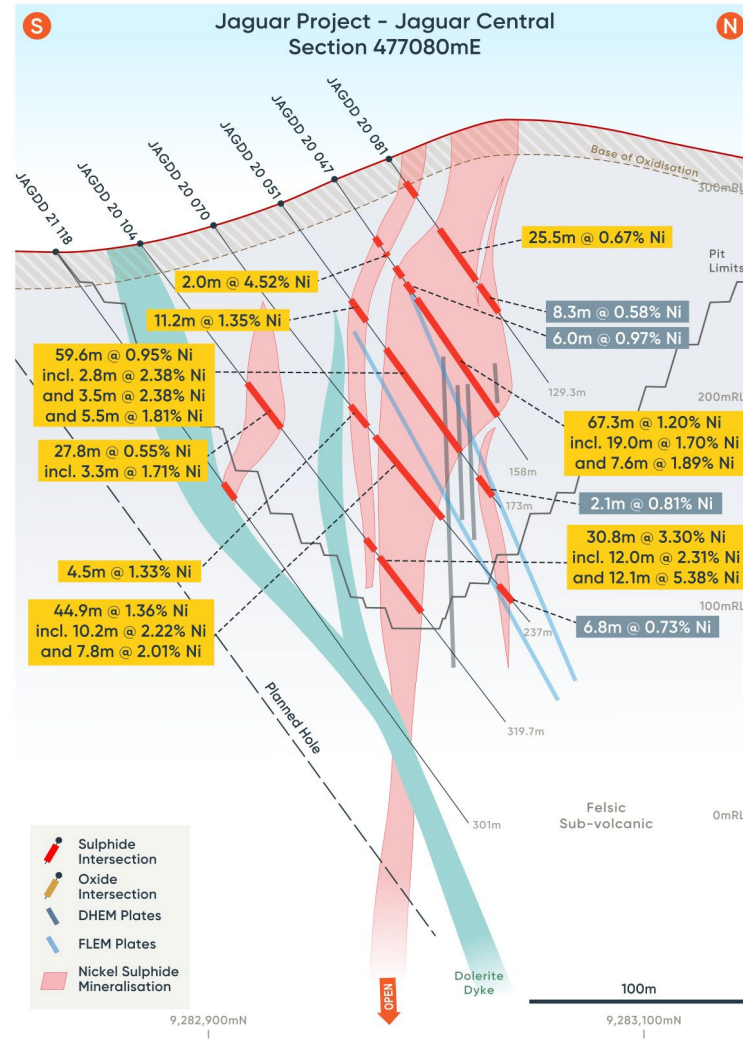 S
Jaguar Project - Jaguar Central
Section 477080mE
N
JAGDD 21 118
JAGDD 20 104
JAGDD 20 070
JAGDD 20 051
JAGDD 20 047
JAGDD 20 081
Base of Oxidisation
300mRL
25.5m @ 0.67% Ni
Pit
Limits
2.0m @ 4.52% Ni
8.3m @ 0.58% Ni
11.2m @ 1.35% Ni
6.0m @ 0.97% Ni
59.6m @ 0.95% Ni
incl. 2.8m @ 2.38% Ni
and 3.5m @ 2.38% Ni
and 5.5m @ 1.81% Ni
129.3m
200mRL
67.3m @ 1.20% Ni
incl. 19.0m @ 1.70% Ni
and 7.6m @ 1.89% Ni
27.8m @ 0.55% Ni
incl. 3.3m @ 1.71% Ni
158m
173m
2.1m @ 0.81% Ni
30.8m @ 3.30% Ni
incl. 12.0m @ 2.31% Ni
and 12.1m @ 5.38% Ni
4.5m @ 1.33% Ni
44.9m @ 1.36% Ni
incl. 10.2m @ 2.22% Ni
and 7.8m @ 2.01% Ni
100mRL
237m
6.8m @ 0.73% Ni
Planned Hole
319.7m
301m
Felsic
Sub-volcanic
0mRL
Sulphide
Intersection
Oxide
Intersection
DHEM Plates
FLEM Plates
Nickel Sulphide
Mineralisation
OPEN
Dolerite
Dyke
100m
9,282,900mN
9,283,100mN